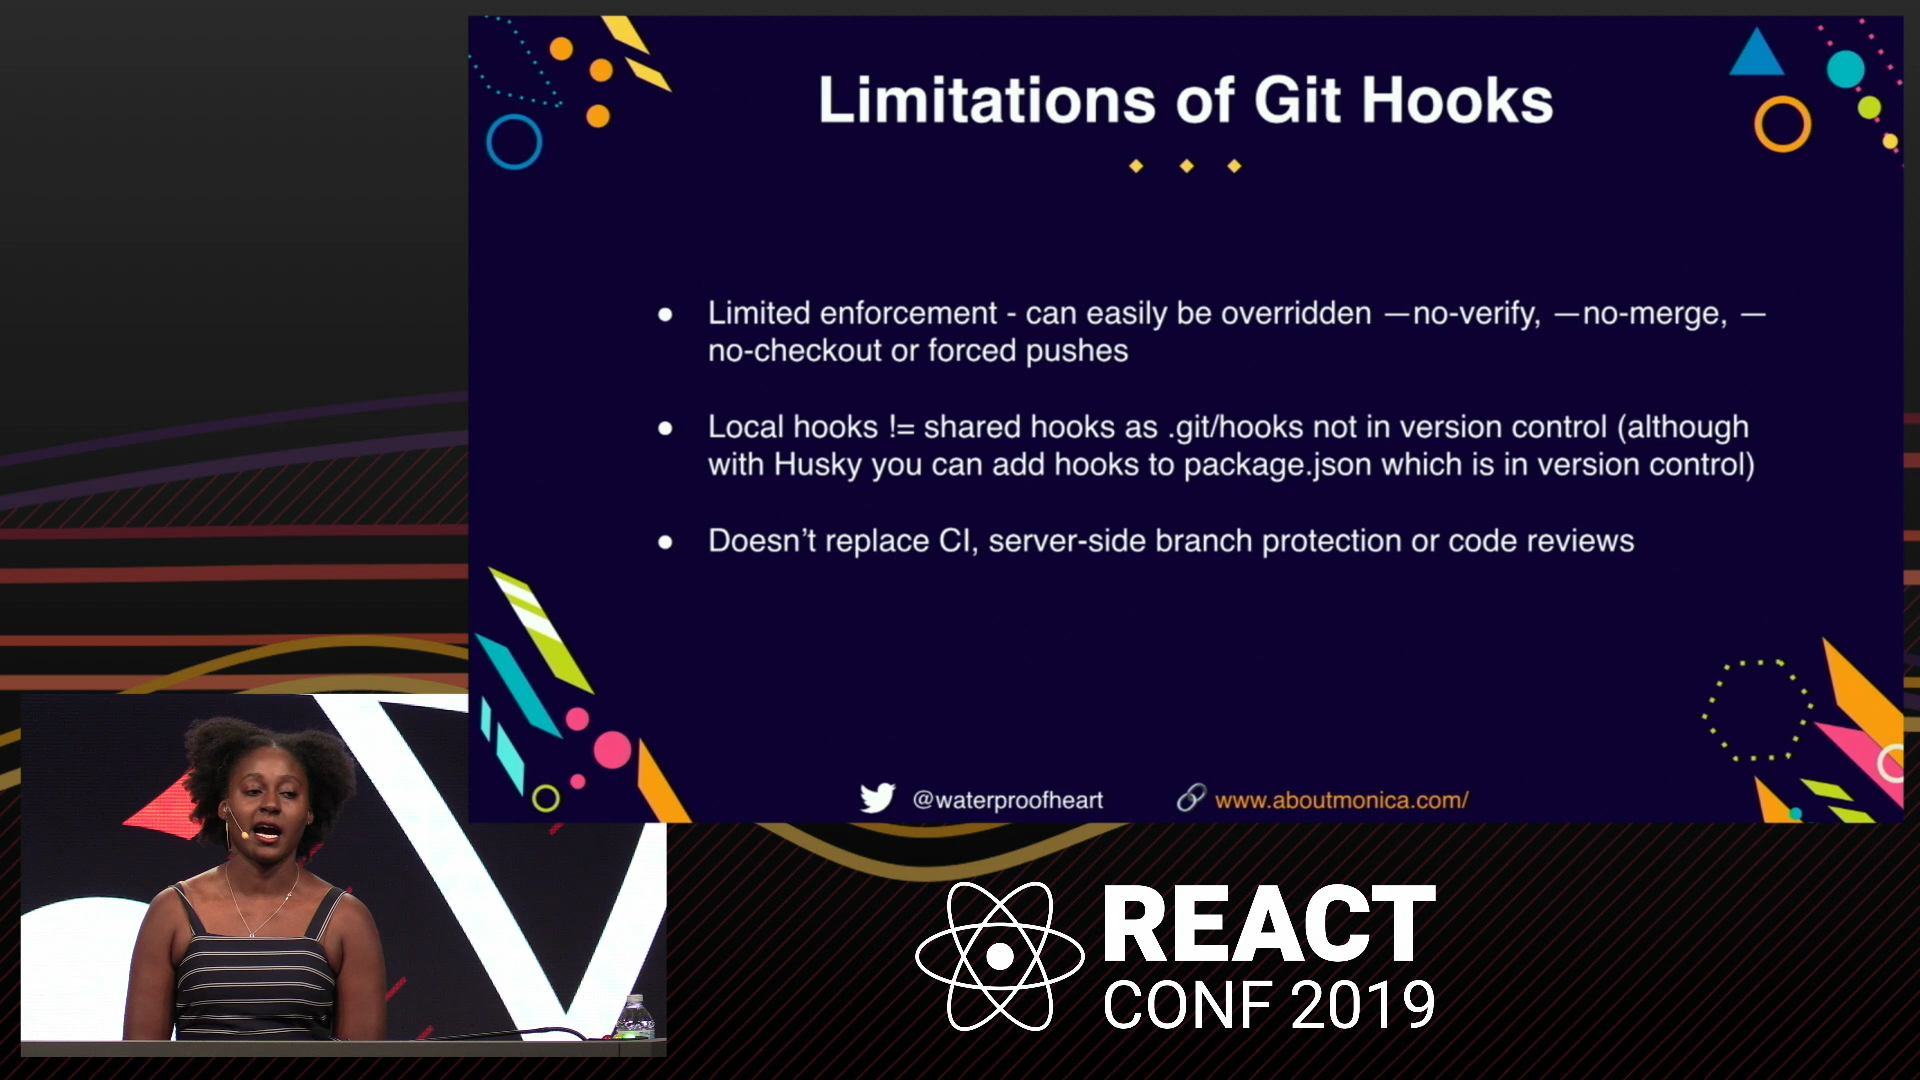 Limitations of Git Hooks
● Limited enforcement - can easily be overridden —no-verify, —no-merge, —
no-checkout or forced pushes
● Local hooks != shared hooks as .git/hooks not in version control (although
with Husky you can add hooks to package.json which is in version control)
● Doesn’t replace CI, server-side branch protection or code reviews
@waterproofheart www.aboutmonica.com/
REACT
CONF 2019